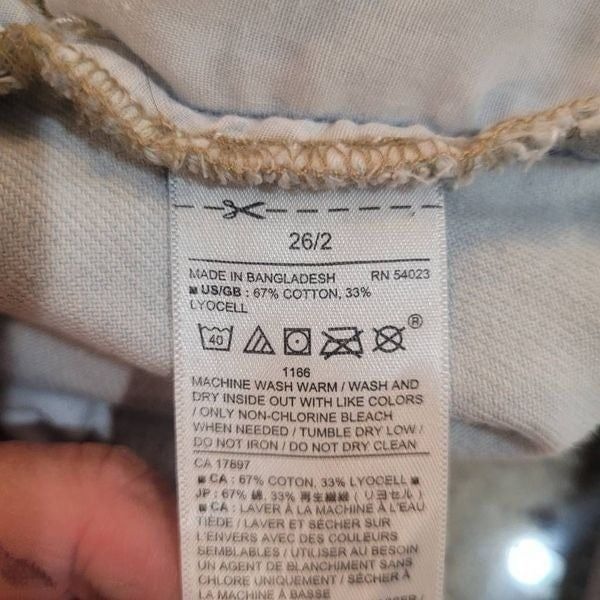 26/2
MADE IN BANGLADESH RN 54023
US/GB : 67% COTTON, 33%
LYOCELL
40 ®
1166
MACHINE WASH WARM / WASH AND
DRY INSIDE OUT WITH LIKE COLORS
/ ONLY NON-CHLORINE BLEACH
WHEN NEEDED / TUMBLE DRY LOW /
DO NOT IRON / DO NOT DRY CLEAN
CA 17897
CA : 67% COTON, 33% LYOCELL
JP : 67% 綿, 33% 再生繊維 (リヨセル)
CA : LAVER À LA MACHINE À L'EAU
TIÈDE / LAVER ET SÉCHER SUR
L'ENVERS AVEC DES COULEURS
SEMBLABLES / UTILISER AU BESOIN
UN AGENT DE BLANCHIMENT SANS
CHLORE UNIQUEMENT / SÉCHER À
LA MACHINE À BASSE